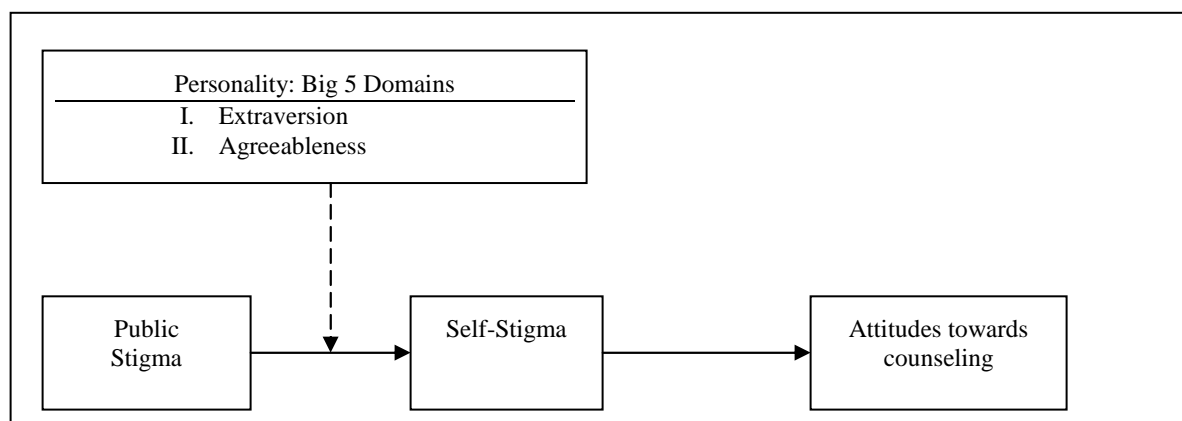 Personality: Big 5 Domains
I. Extraversion
II. Agreeableness
Public
Stigma
Self-Stigma
Attitudes towards
counseling